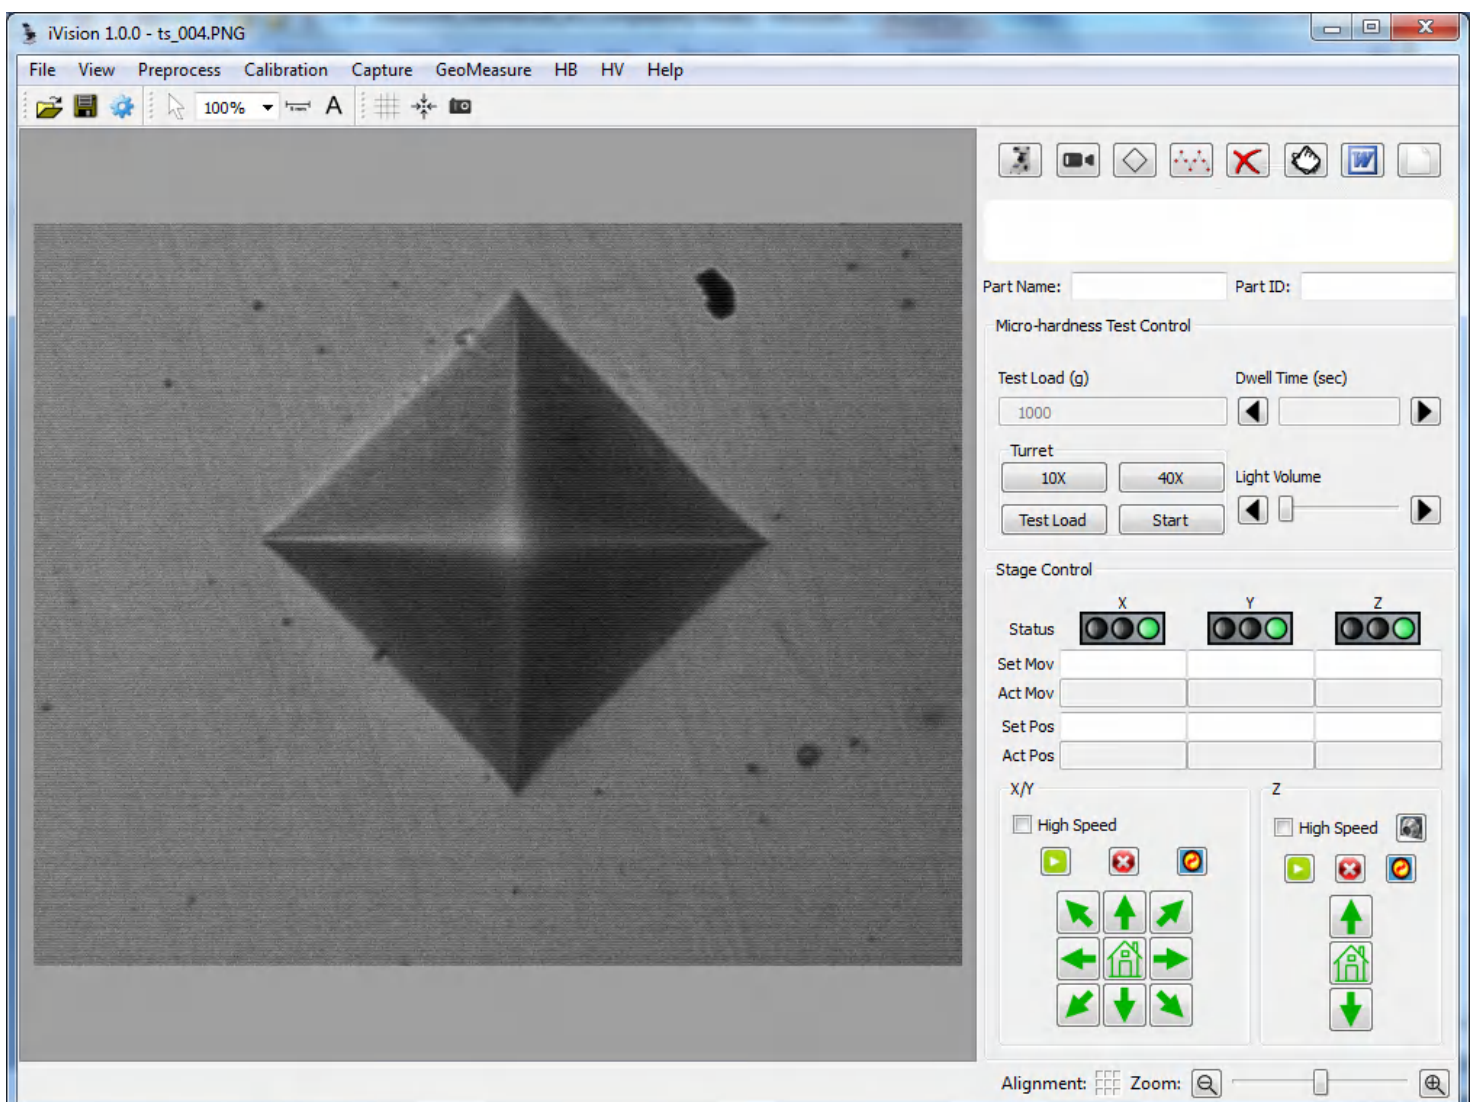 iVision 1.0.0 - ts_004.PNG
File View Preprocess Calibration Capture GeoMeasure HB HV Help
100% A
W
Part Name: Part ID:
Micro-hardness Test Control
Test Load (g) Dwell Time (sec)
1000
Turret
10X 40X Light Volume
Test Load Start
Stage Control
X Y Z
Status
Set Mov
Act Mov
Set Pos
Act Pos
X/Y Z
High Speed High Speed
Alignment: Zoom: